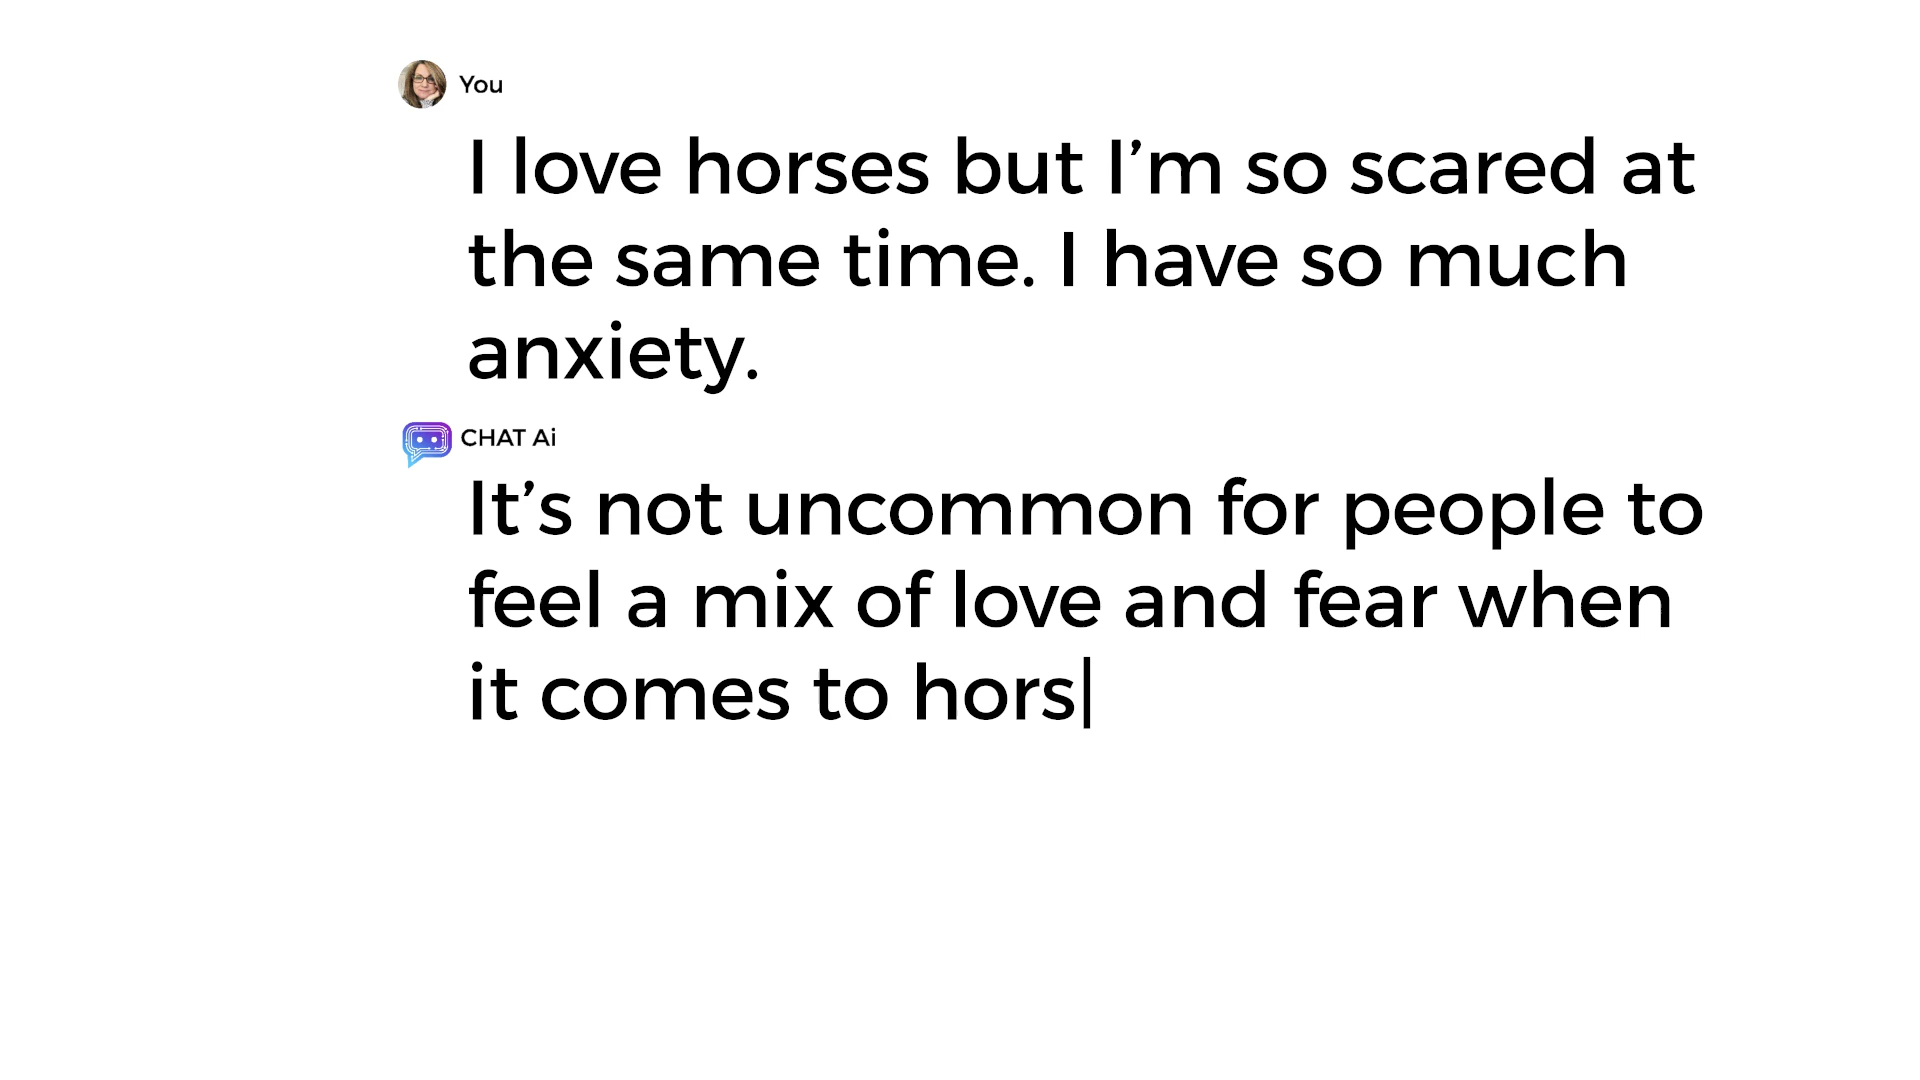 You
I love horses but I’m so scared at
the same time. I have so much
anxiety.
CHAT Ai
It’s not uncommon for people to
feel a mix of love and fear when
it comes to hors